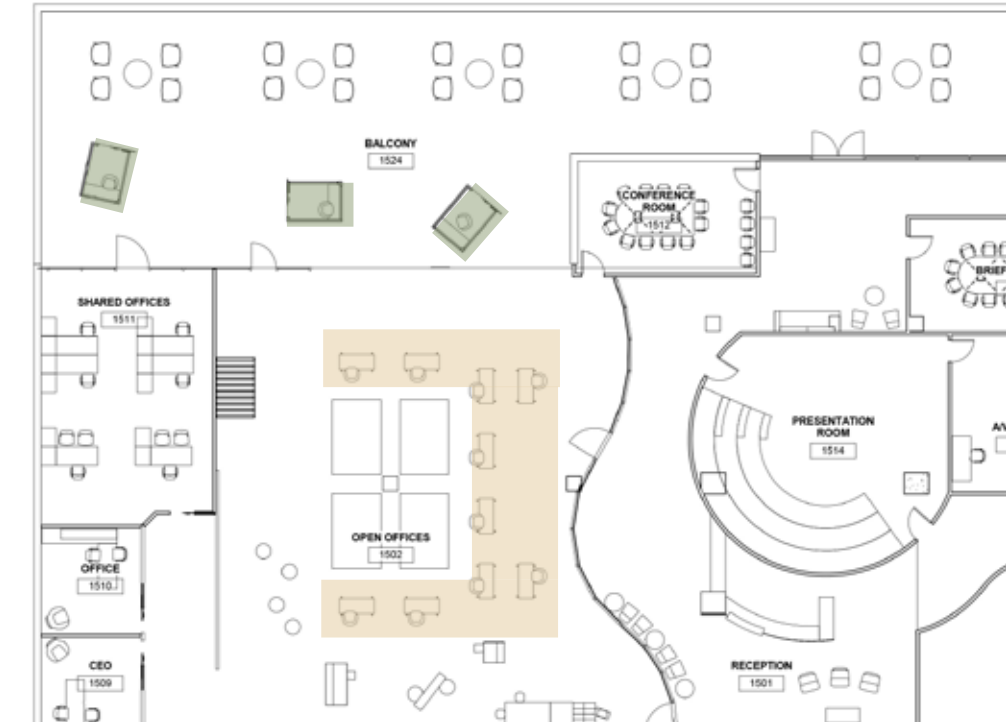 BALCONY
1524
CONFERENCE
ROOM
1512
BRIEF
SHARED OFFICES
1511
PRESENTATION
ROOM
1514
A/V
OPEN OFFICES
1502
OFFICE
1510
CEO
1509
RECEPTION
1501